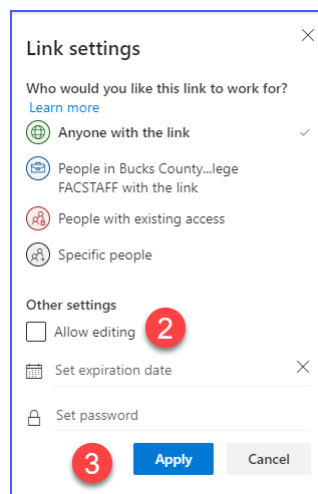 Link settings
Who would you like this link to work for?
Learn more
Anyone with the link
People in Bucks County...lege
FACSTAFF with the link
People with existing access
Specific people
Other settings
Allow editing 2
Set expiration date
Set password
3 Apply Cancel